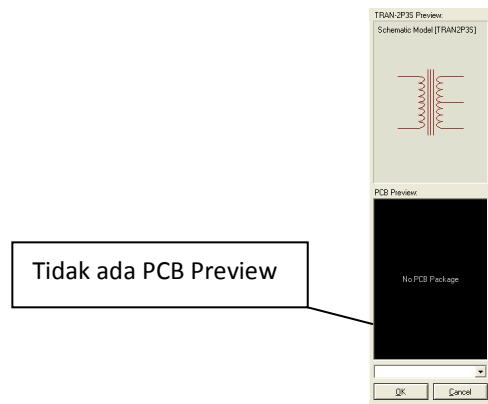 TRAN-2P3S Preview:
Schematic Model [TRAN2P3S]
PCB Preview:
Tidak ada PCB Preview
No PCB Package
OK
Cancel